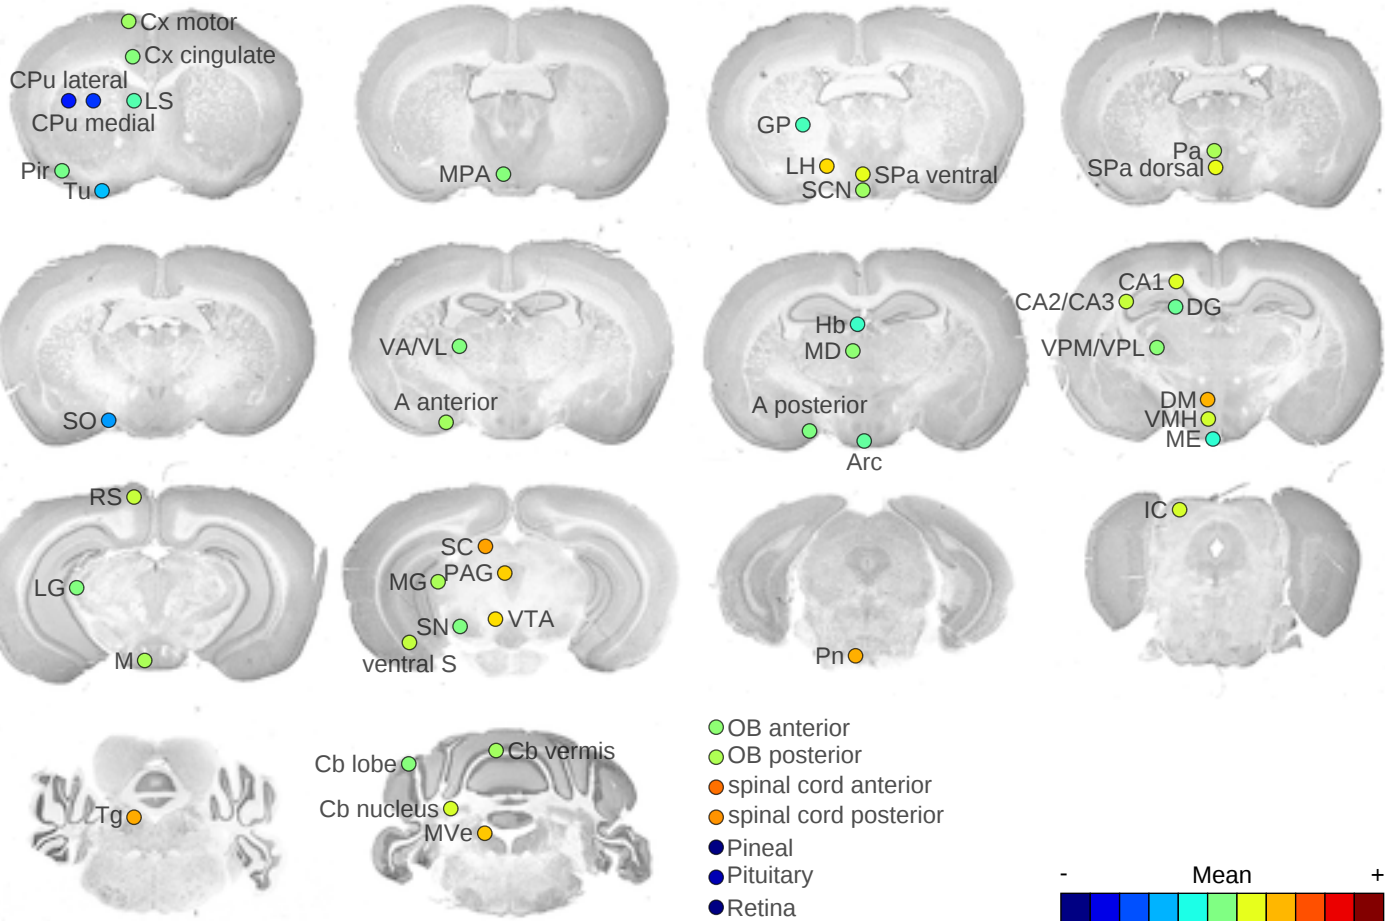 Cx motor
Cx cingulate
CPu lateral
LS
CPu medial
Pir
Tu
MPA
GP
LH
SPa ventral
SCN
Pa
SPa dorsal
SO
VA/VL
A anterior
Hb
MD
A posterior
Arc
CA1
CA2/CA3
DG
VPM/VPL
DM
VMH
ME
RS
LG
M
SC
PAG
MG
VTA
SN
ventral S
Pn
IC
Tg
Cb lobe
Cb vermis
Cb nucleus
MVe
OB anterior
OB posterior
spinal cord anterior
spinal cord posterior
Pineal
Pituitary
Retina
- Mean +